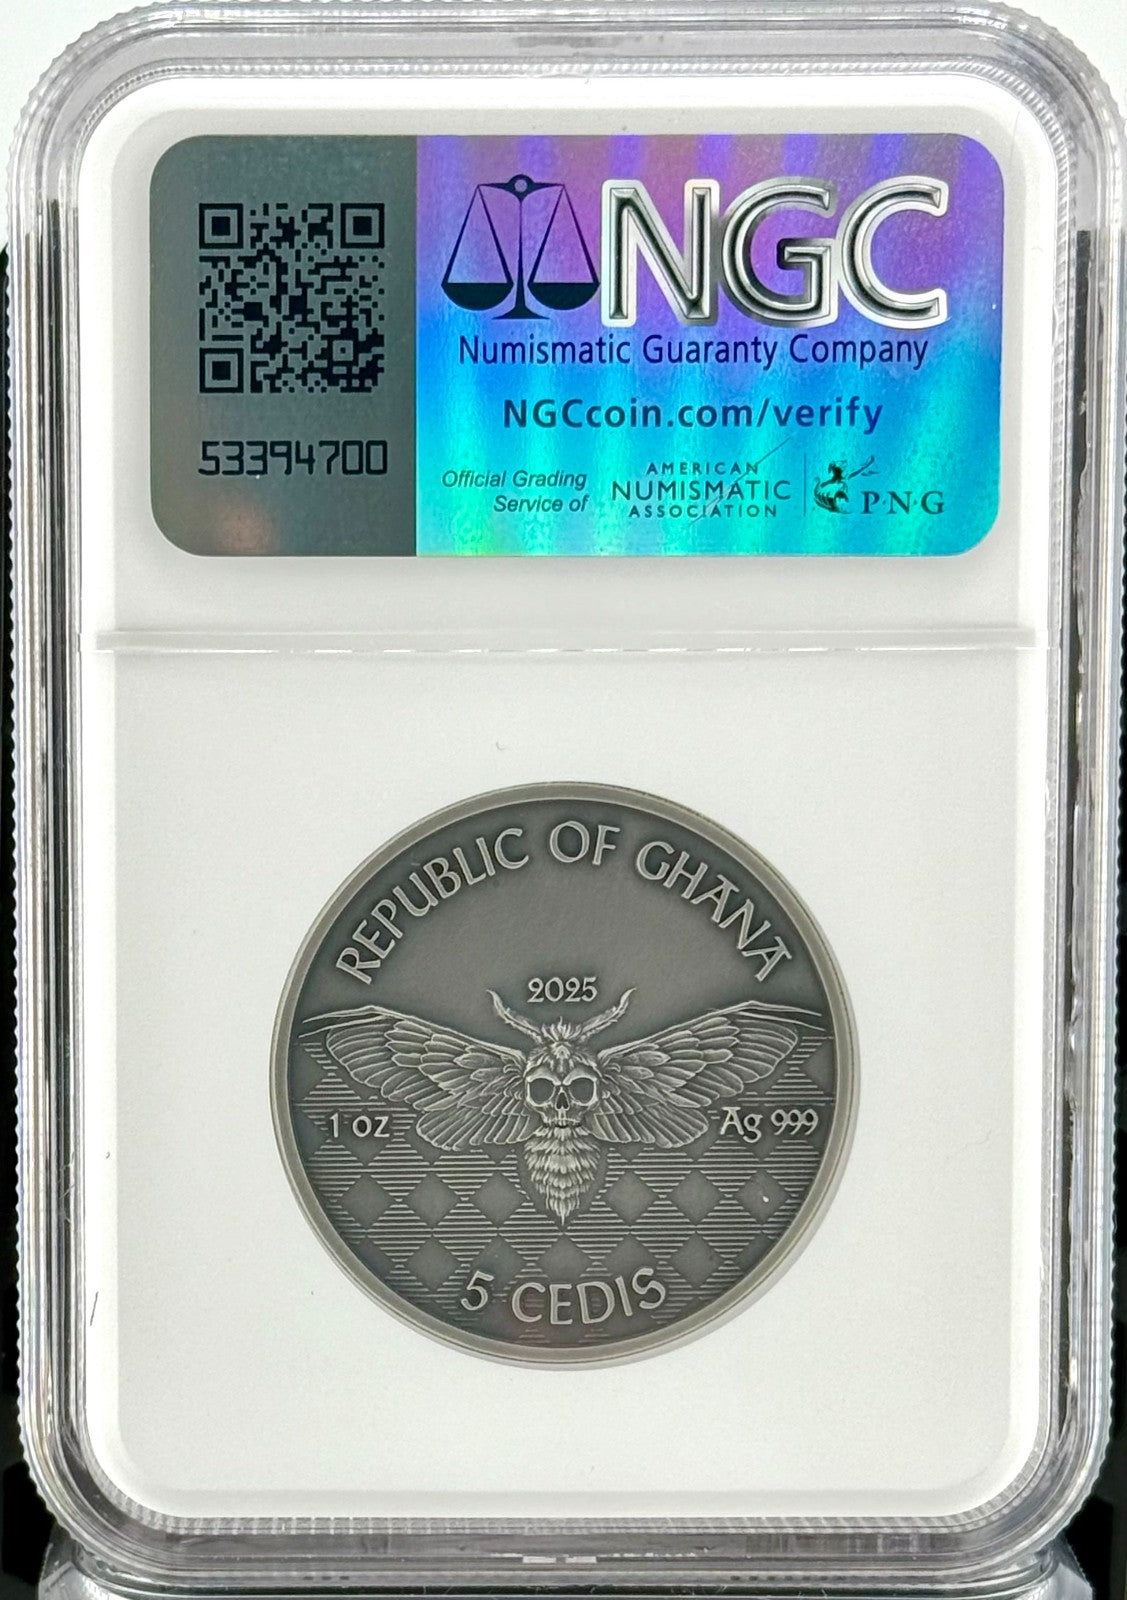 NGC
Numismatic Guaranty Company
NGCcoin.com/verify
53394700
Official Grading
Service of
AMERICAN
NUMISMATIC
ASSOCIATION
P·N·G
REPUBLIC OF GHANA
2025
1 oz
Ag 999
5 CEDIS